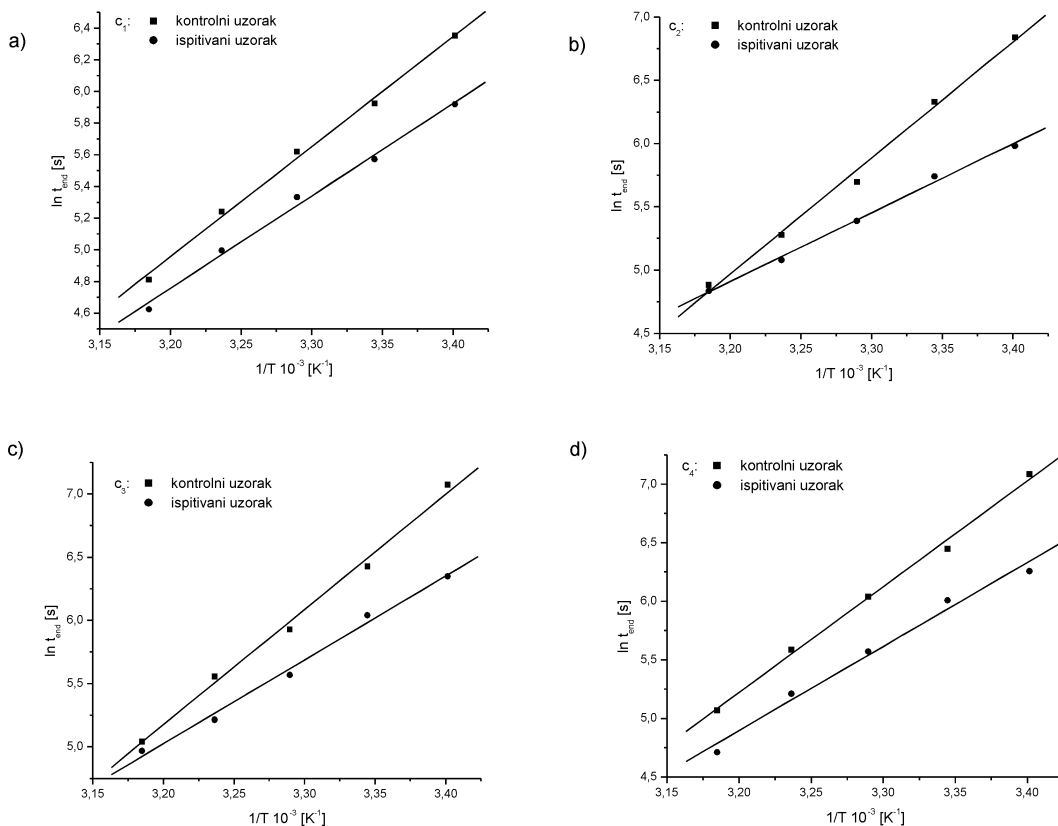 a)
c1: kontrolni uzorak
ispitivani uzorak
6,4
6,2
6,0
5,8
5,6
5,4
5,2
5,0
4,8
4,6
ln tend [s]
3,15 3,20 3,25 3,30 3,35 3,40
1/T 10-3 [K-1]
b)
c2: kontrolni uzorak
ispitivani uzorak
7,0
6,5
6,0
5,5
5,0
4,5
ln tend [s]
3,15 3,20 3,25 3,30 3,35 3,40
1/T 10-3 [K-1]
c)
c3: kontrolni uzorak
ispitivani uzorak
7,0
6,5
6,0
5,5
5,0
ln tend [s]
3,15 3,20 3,25 3,30 3,35 3,40
1/T 10-3 [K-1]
d)
c4: kontrolni uzorak
ispitivani uzorak
7,0
6,5
6,0
5,5
5,0
4,5
ln tend [s]
3,15 3,20 3,25 3,30 3,35 3,40
1/T 10-3 [K-1]